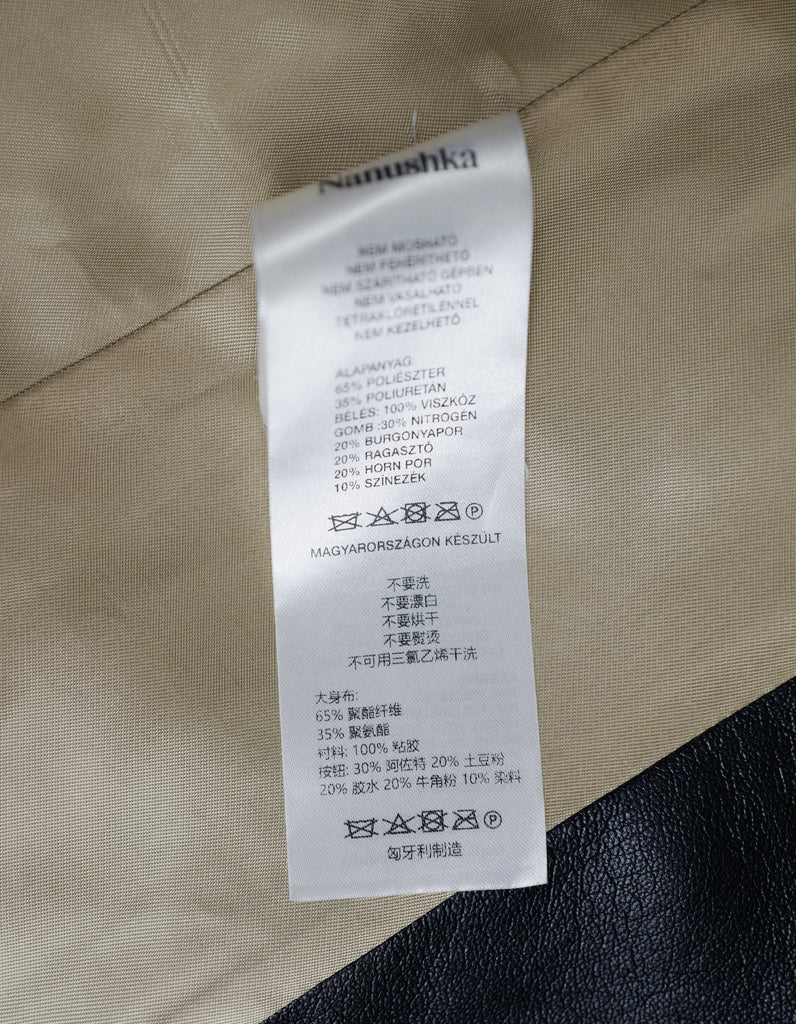 Nanushka
NEM MOSHATÓ
NEM FEHÉRÍTHETŐ
NEM SZÁRÍTHATÓ GÉPBEN
NEM VASALHATÓ
TETRAKLÓRETILÉNNEL
NEM KEZELHETŐ
ALAPANYAG:
65% POLIÉSZTER
35% POLIURETAN
BÉLÉS: 100% VISZKÓZ
GOMB :30% NITROGÉN
20% BURGONYAPOR
20% RAGASZTÓ
20% HORN POR
10% SZÍNEZÉK
P
MAGYARORSZÁGON KÉSZÜLT
不要洗
不要漂白
不要烘干
不要熨烫
不可用三氯乙烯干洗
大身布:
65% 聚酯纤维
35% 聚氨酯
衬料: 100% 粘胶
按钮: 30% 阿佐特 20% 土豆粉
20% 胶水 20% 牛角粉 10% 染料
P
匈牙利制造